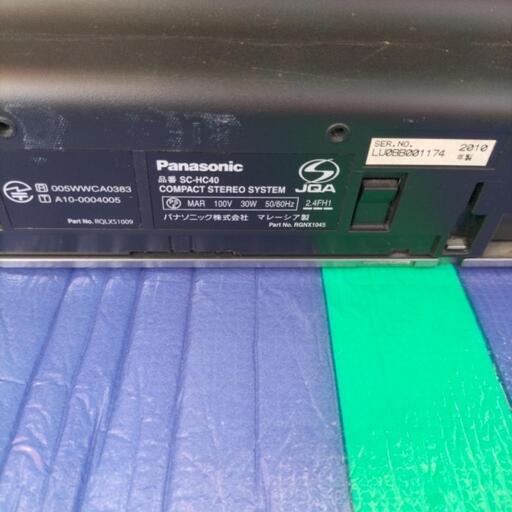 005WWCA0383
A10-0004005
Part No. RQLXS1009
Panasonic
品番 SC-HC40
COMPACT STEREO SYSTEM
MAR 100V 30W 50/60Hz 2.4FH1
パナソニック株式会社 マレーシア製
Part No. RGNX1045
JQA
SER.NO. 2010
LU0BB001174 年製